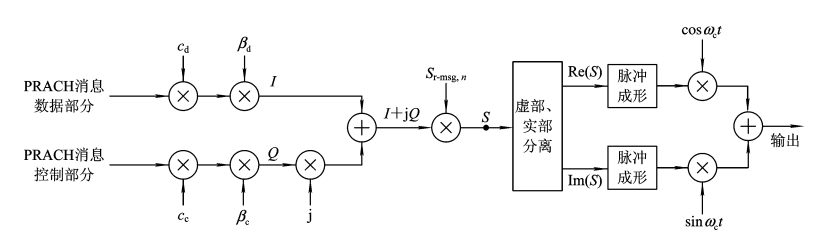 c_d
β_d
cosω_c t
PRACH消息
数据部分
×
×
I
S_r-msg, n
Re(S)
脉冲
成形
×
+
I+jQ
×
S
虚部、
实部
分离
+
输出
PRACH消息
控制部分
×
×
Q
×
Im(S)
脉冲
成形
×
c_c
β_c
j
sinω_c t